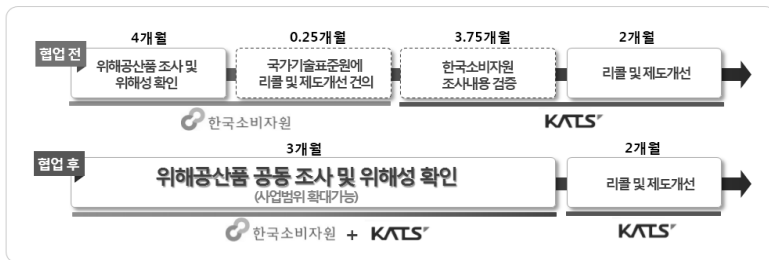 4개월
0.25개월
3.75개월
2개월
협업 전
위해공산품 조사 및
위해성 확인
국가기술표준원에
리콜 및 제도개선 건의
한국소비자원
조사내용 검증
리콜 및 제도개선
한국소비자원
KATS
3개월
2개월
협업 후
위해공산품 공동 조사 및 위해성 확인
(사업범위 확대가능)
리콜 및 제도개선
한국소비자원 + KATS
KATS